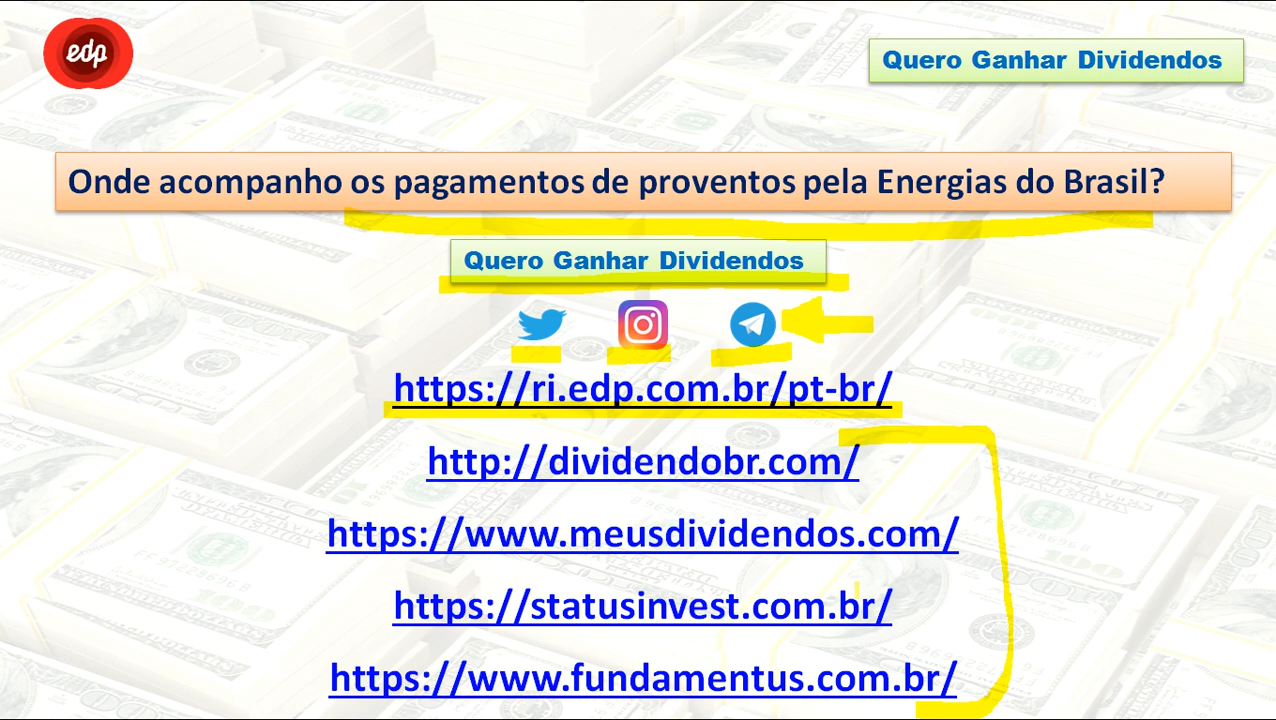 edp
Quero Ganhar Dividendos
Onde acompanho os pagamentos de proventos pela Energias do Brasil?
Quero Ganhar Dividendos
https://ri.edp.com.br/pt-br/
http://dividendobr.com/
https://www.meusdividendos.com/
https://statusinvest.com.br/
https://www.fundamentus.com.br/